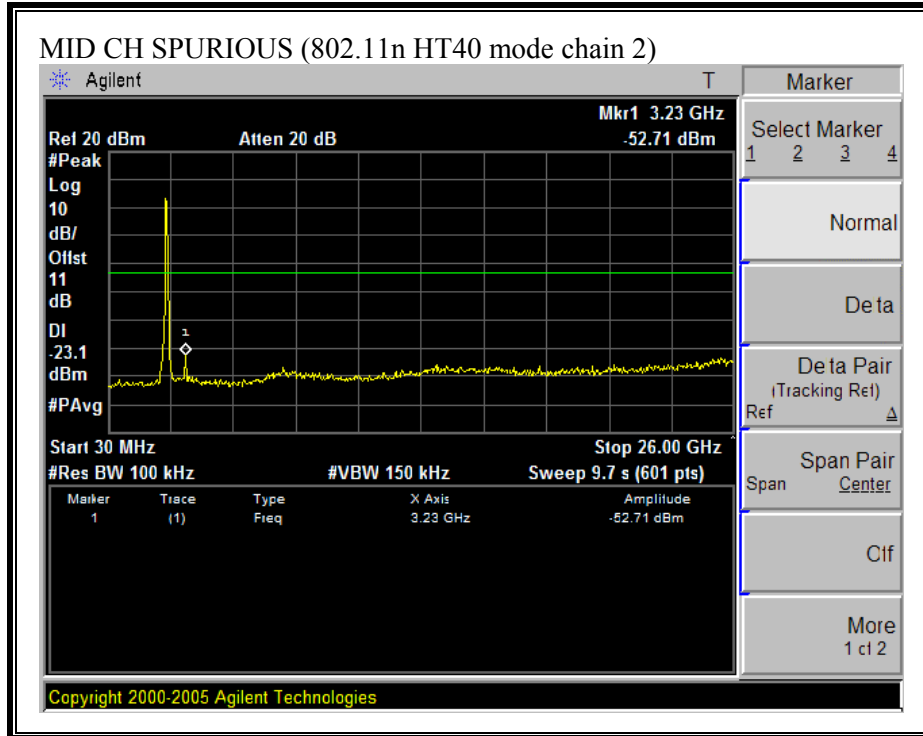 MID CH SPURIOUS (802.11n HT40 mode chain 2)
Agilent T
Marker
Mkr1 3.23 GHz
Ref 20 dBm Atten 20 dB -52.71 dBm
#Peak
Log
10
dB/
Offst
11
dB
DI
-23.1
dBm
#PAvg
1
Start 30 MHz Stop 26.00 GHz
#Res BW 100 kHz #VBW 150 kHz Sweep 9.7 s (601 pts)
Marker Trace Type X Axis Amplitude
1 (1) Freq 3.23 GHz -52.71 dBm
Select Marker
1 2 3 4
Normal
Delta
Delta Pair
(Tracking Ref)
Ref Δ
Span Pair
Span Center
Off
More
1 of 2
Copyright 2000-2005 Agilent Technologies